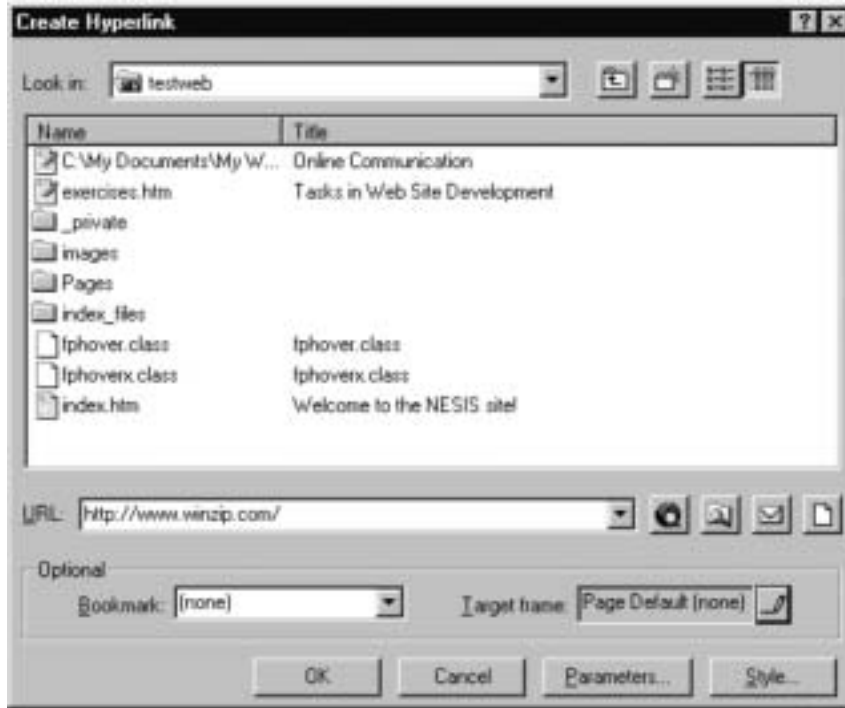 Create Hyperlink
Look in: testweb
Name Title
C:\My Documents\My W... Online Communication
exercises.htm Tasks in Web Site Development
_private
images
Pages
index_files
fphover.class fphover.class
fphoverx.class fphoverx.class
index.htm Welcome to the NESIS site!
URL: http://www.winzip.com/
Optional
Bookmark: (none) Target frame: Page Default (none)
OK Cancel Parameters... Style...